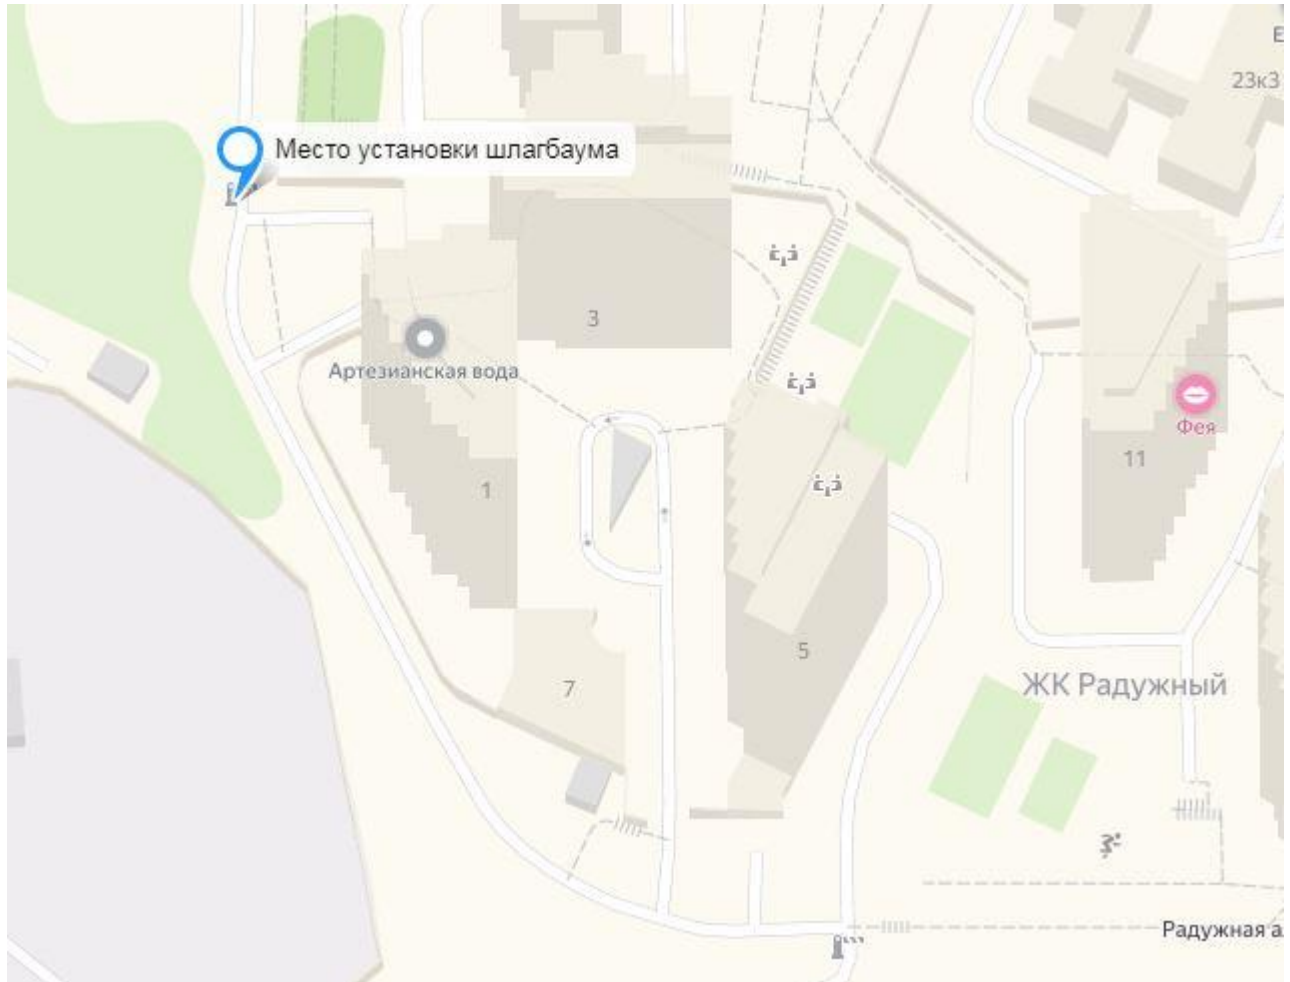 Е
23к3
Место установки шлагбаума
3
Артезианская вода
Фея
11
1
5
ЖК Радужный
7
Радужная а